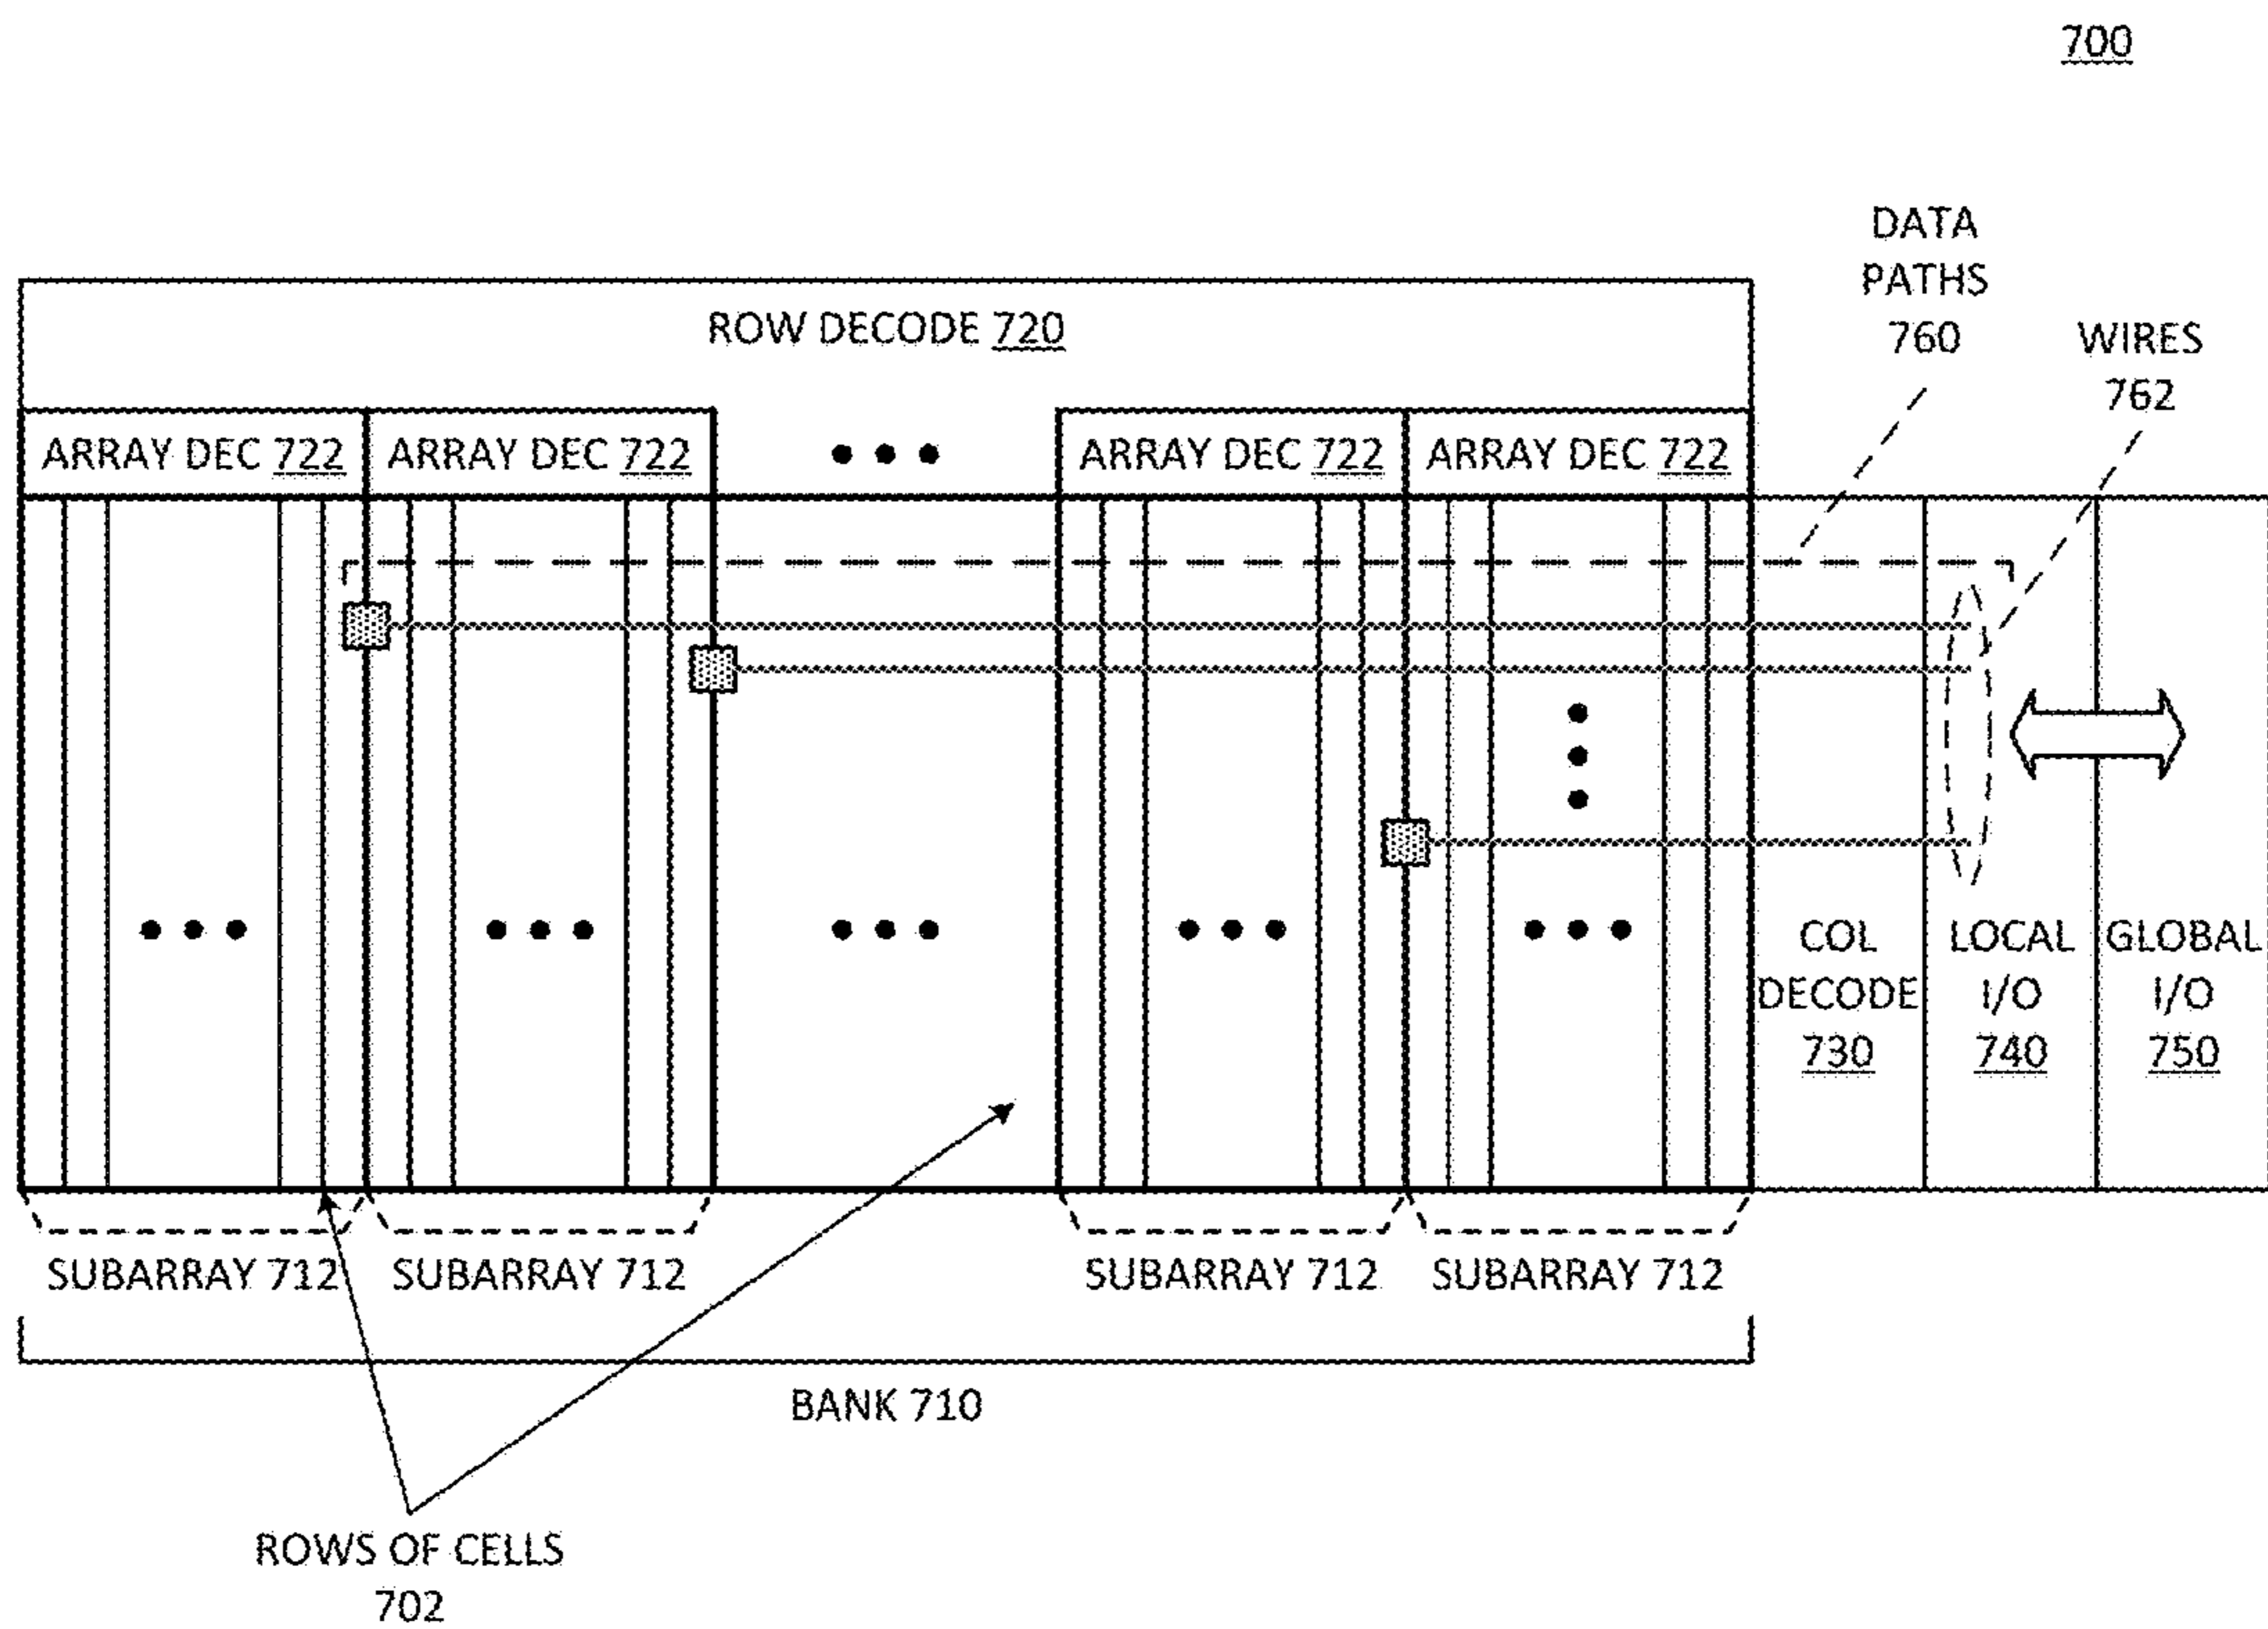 700
DATA
PATHS
760
WIRES
762
ROW DECODE 720
ARRAY DEC 722
ARRAY DEC 722
ARRAY DEC 722
ARRAY DEC 722
COL
DECODE
730
LOCAL
I/O
740
GLOBAL
I/O
750
SUBARRAY 712
SUBARRAY 712
SUBARRAY 712
SUBARRAY 712
BANK 710
ROWS OF CELLS
702